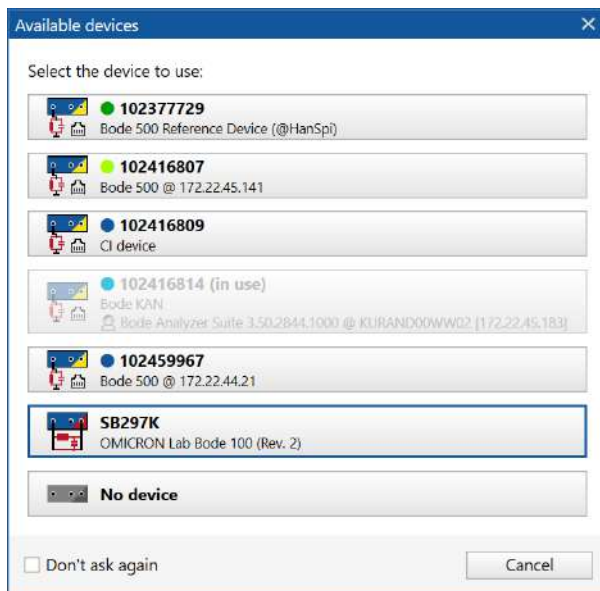 Available devices
Select the device to use:
102377729
Bode 500 Reference Device (@HanSpi)
102416807
Bode 500 @ 172.22.45.141
102416809
CI device
102416814 (in use)
Bode KAN
Bode Analyzer Suite 3.50.2844.1000 @ KURAND00WW02 [172.22.45.183]
102459967
Bode 500 @ 172.22.44.21
SB297K
OMICRON Lab Bode 100 (Rev. 2)
No device
Don't ask again
Cancel